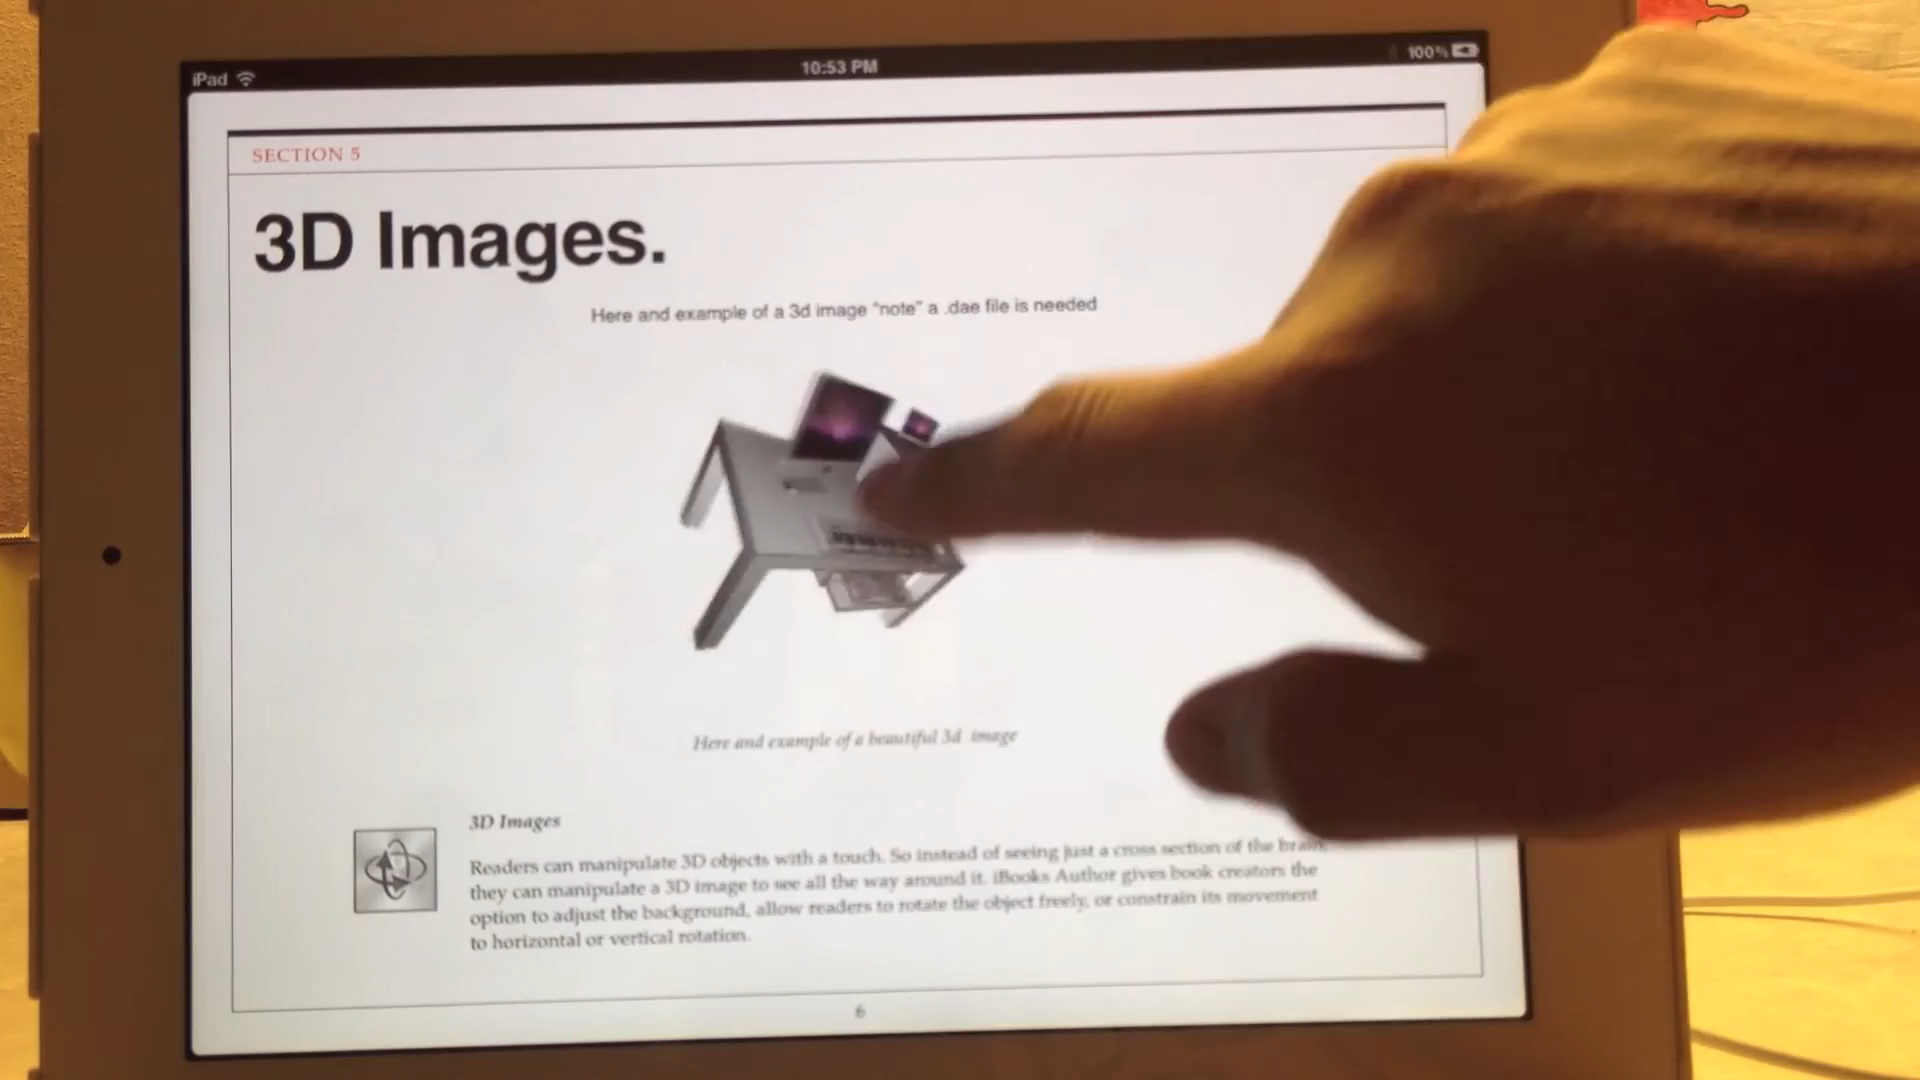 iPad
10:53 PM
100%
SECTION 5
3D Images.
Here and example of a 3d image “note” a .dae file is needed
Here and example of a beautiful 3d image
3D Images
Readers can manipulate 3D objects with a touch. So instead of seeing just a cross section of the brain,
they can manipulate a 3D image to see all the way around it. iBooks Author gives book creators the
option to adjust the background, allow readers to rotate the object freely, or constrain its movement
to horizontal or vertical rotation.
6